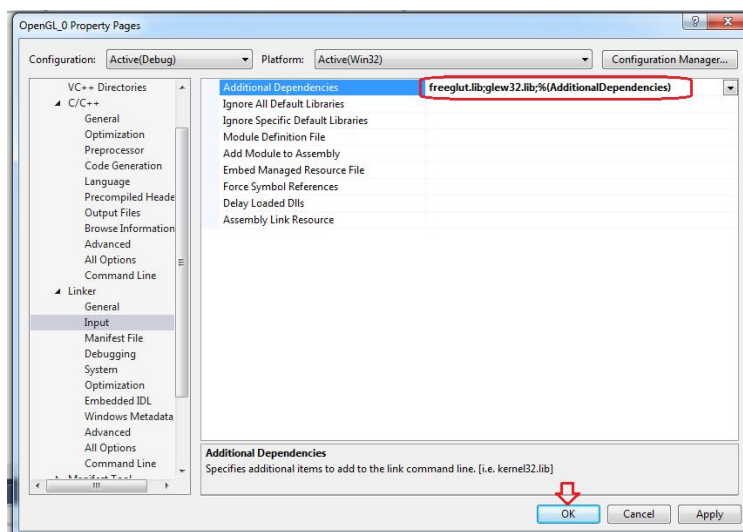 OpenGL_0 Property Pages
Configuration: Active(Debug) Platform: Active(Win32) Configuration Manager...
VC++ Directories
C/C++
General
Optimization
Preprocessor
Code Generation
Language
Precompiled Heade
Output Files
Browse Information
Advanced
All Options
Command Line
Linker
General
Input
Manifest File
Debugging
System
Optimization
Embedded IDL
Windows Metadata
Advanced
All Options
Command Line
Additional Dependencies freeglut.lib;glew32.lib;%(AdditionalDependencies)
Ignore All Default Libraries
Ignore Specific Default Libraries
Module Definition File
Add Module to Assembly
Embed Managed Resource File
Force Symbol References
Delay Loaded Dlls
Assembly Link Resource
Additional Dependencies
Specifies additional items to add to the link command line. [i.e. kernel32.lib]
OK Cancel Apply